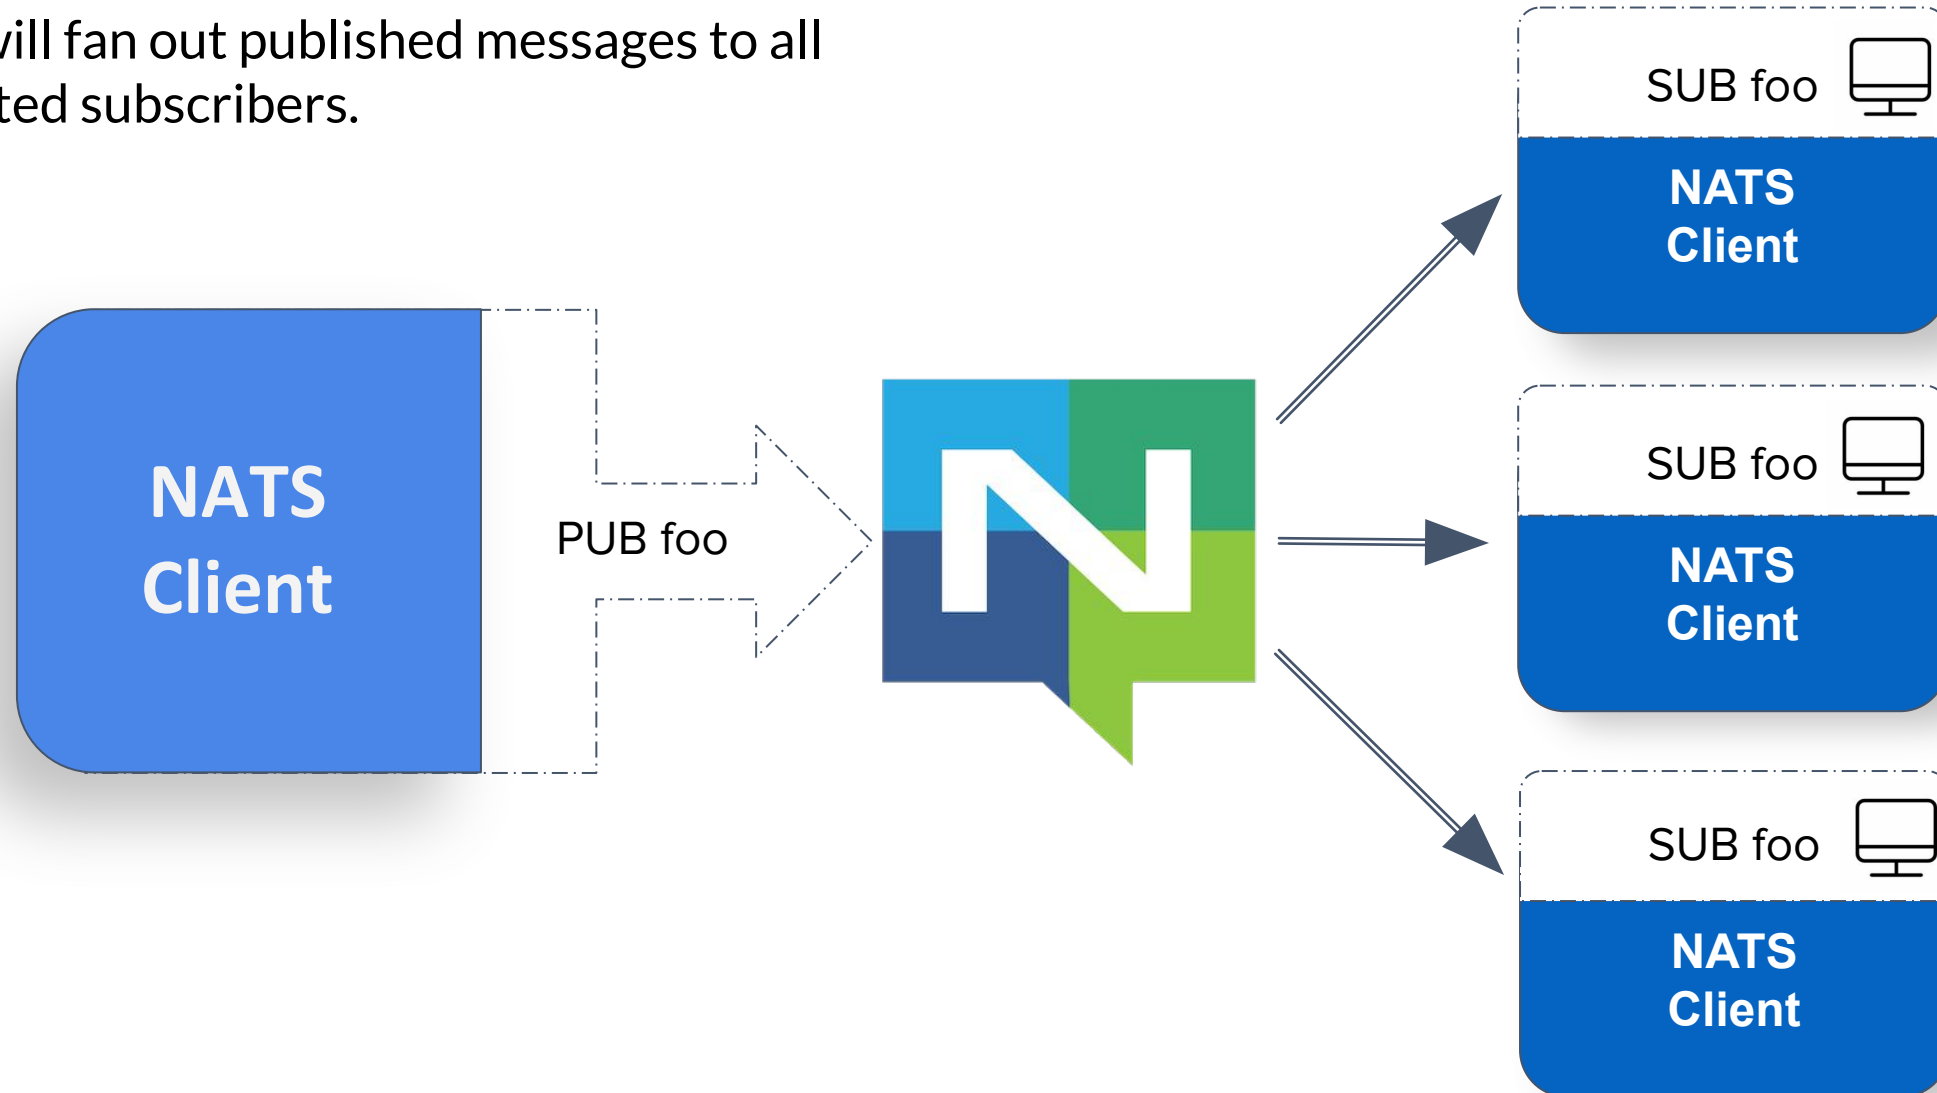 will fan out published messages to all
ted subscribers.
SUB foo
NATS
Client
NATS
Client
PUB foo
N
SUB foo
NATS
Client
SUB foo
NATS
Client